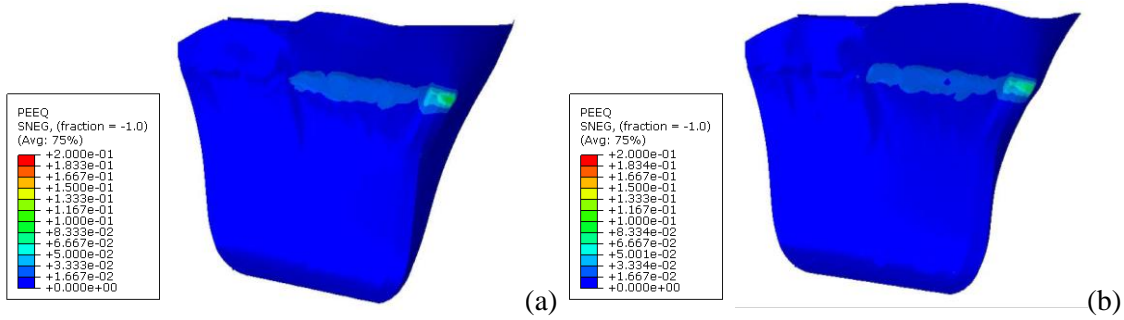 PEEQ
SNEG, (fraction = -1.0)
(Avg: 75%)
+2.000e-01
+1.833e-01
+1.667e-01
+1.500e-01
+1.333e-01
+1.167e-01
+1.000e-01
+8.333e-02
+6.667e-02
+5.000e-02
+3.333e-02
+1.667e-02
+0.000e+00
(a)
PEEQ
SNEG, (fraction = -1.0)
(Avg: 75%)
+2.000e-01
+1.834e-01
+1.667e-01
+1.500e-01
+1.333e-01
+1.167e-01
+1.000e-01
+8.334e-02
+6.667e-02
+5.001e-02
+3.334e-02
+1.667e-02
+0.000e+00
(b)